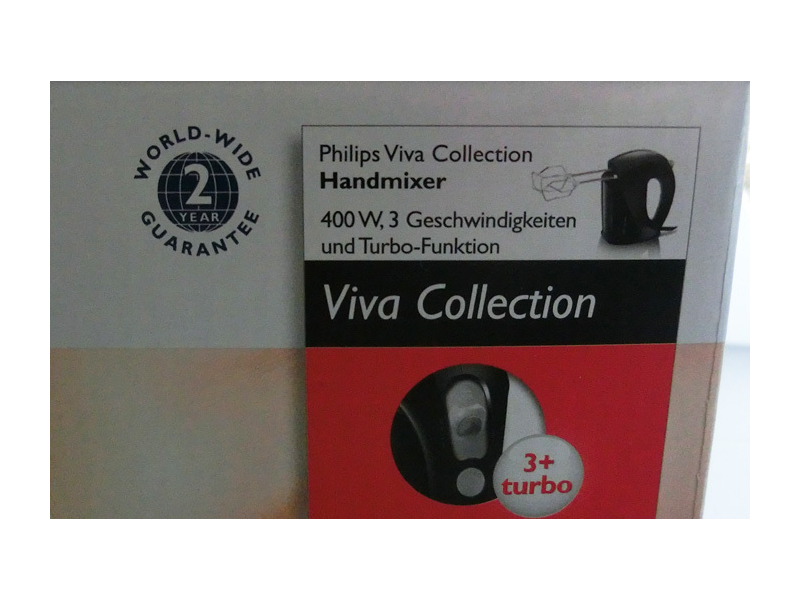 WORLD-WIDE
2
YEAR
GUARANTEE
Philips Viva Collection
Handmixer
400 W, 3 Geschwindigkeiten
und Turbo-Funktion
Viva Collection
3+
turbo